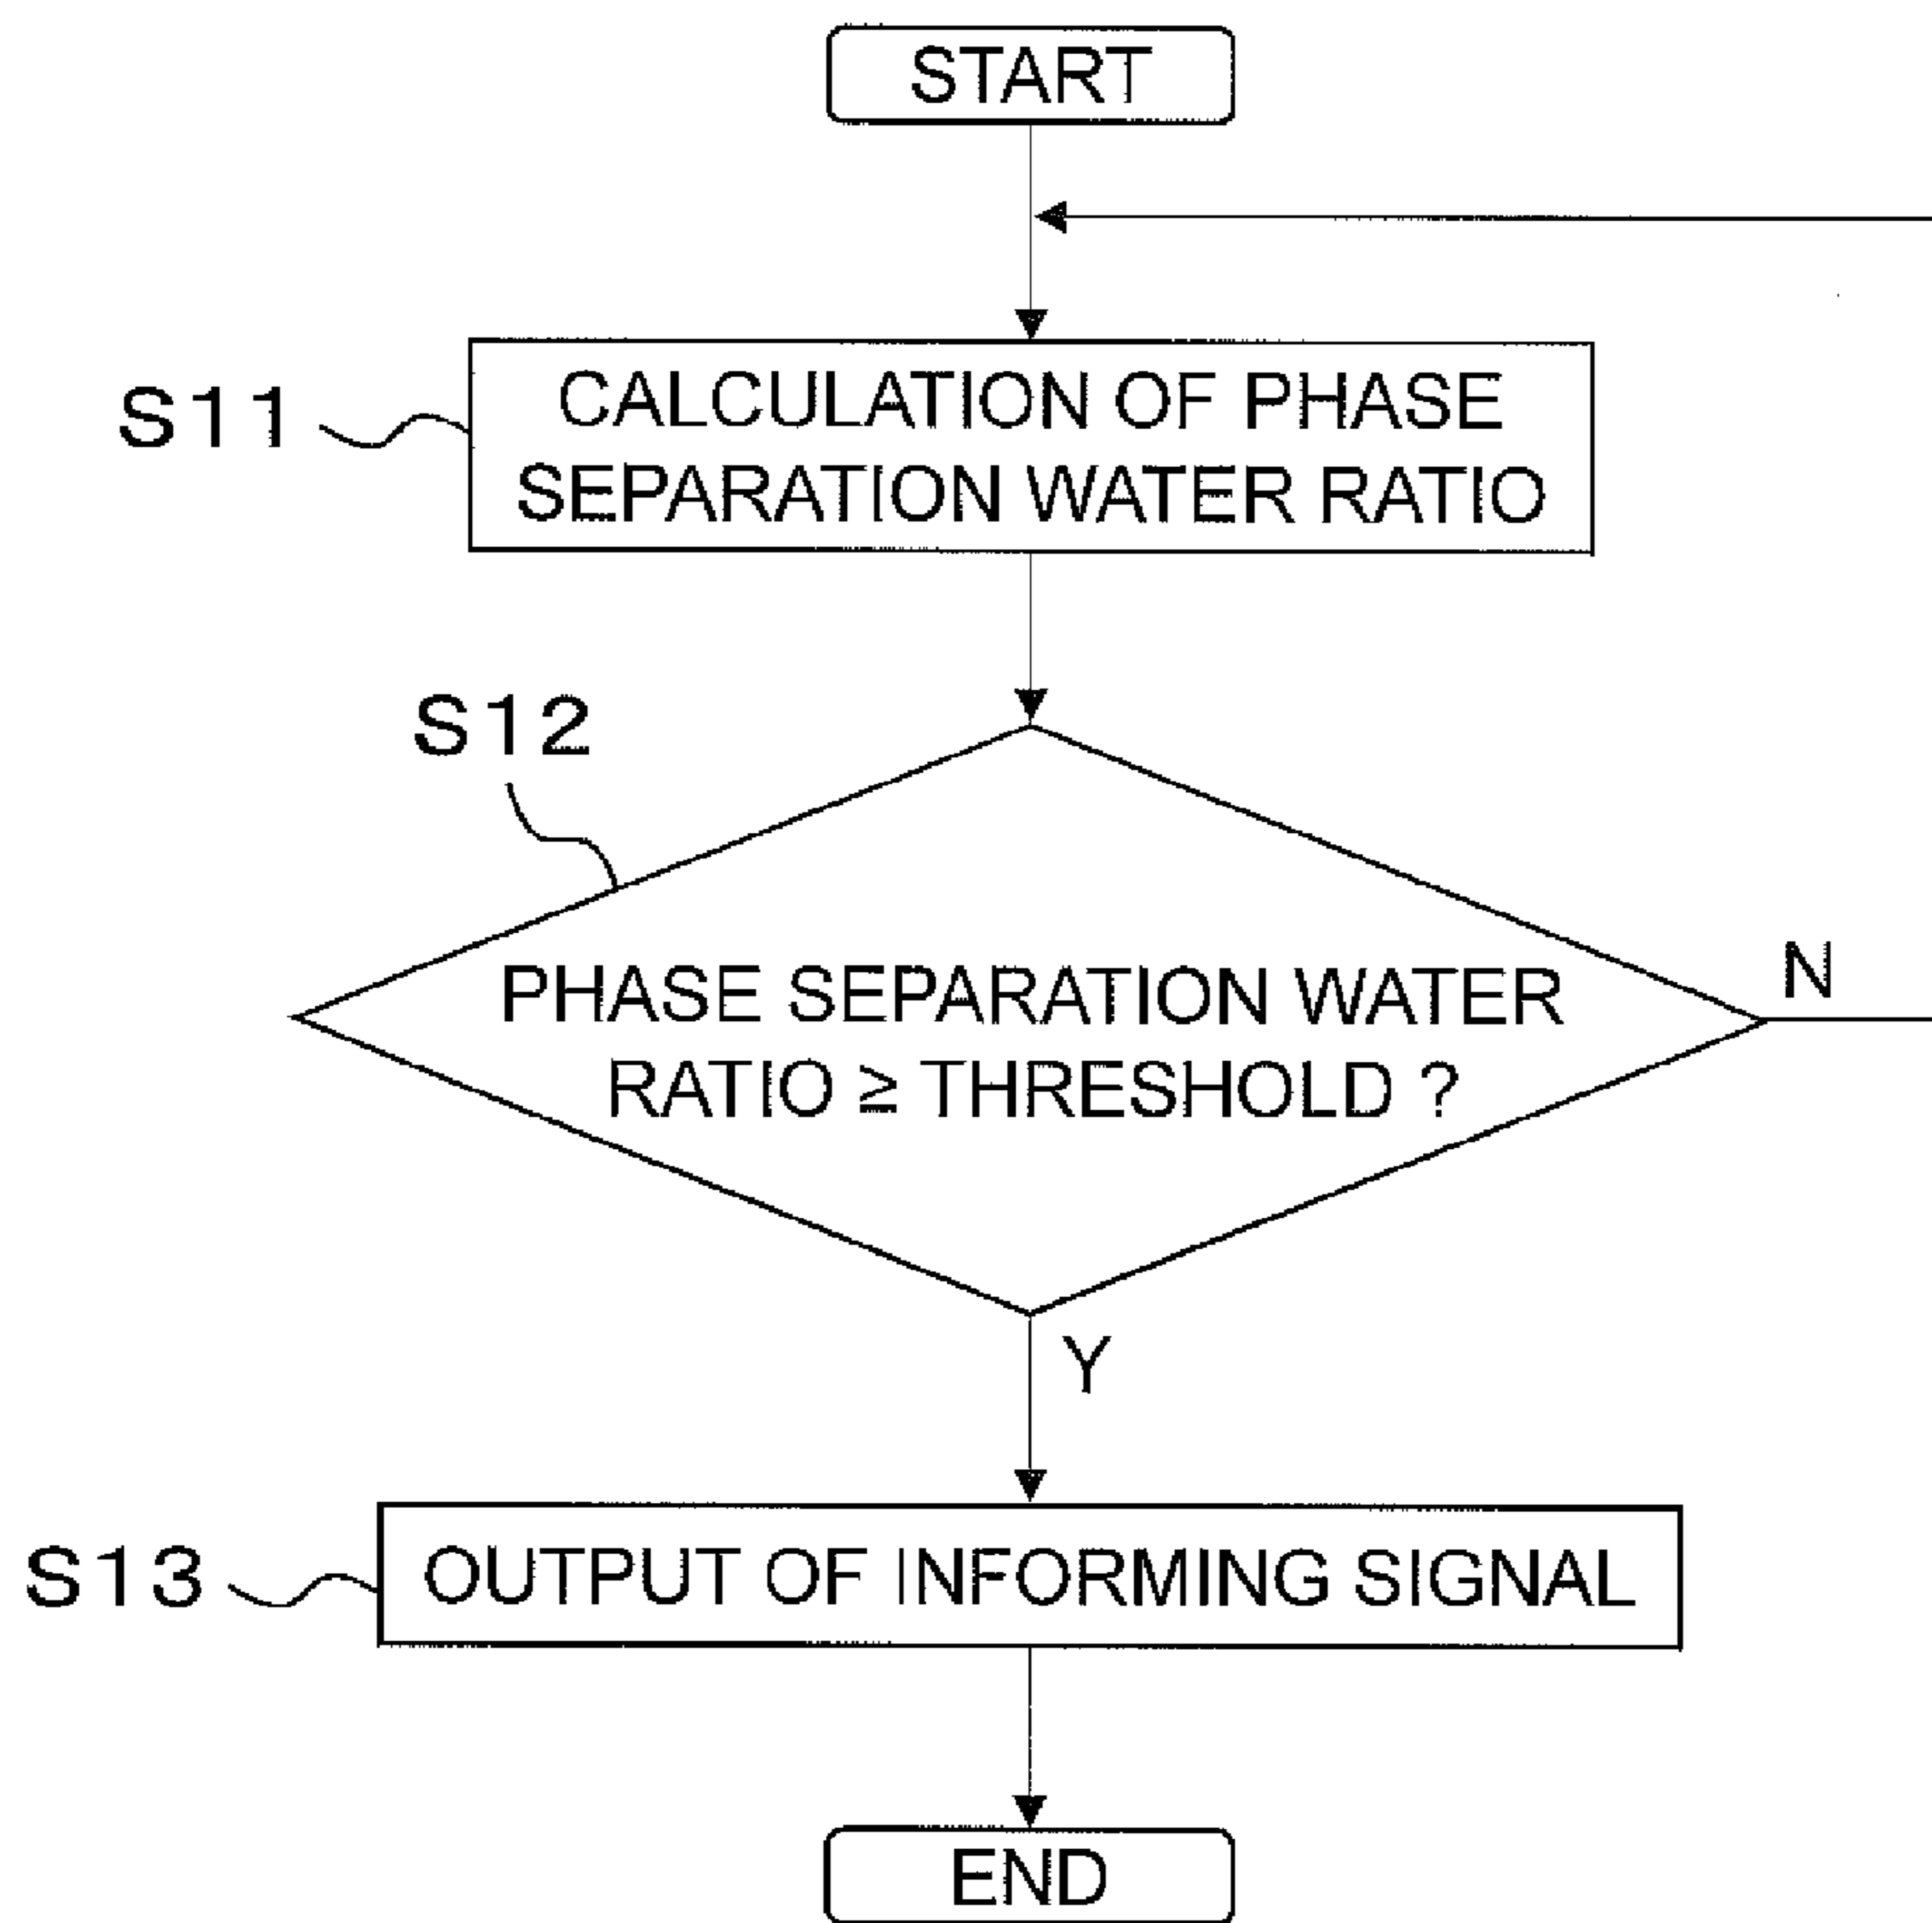 START
S11
CALCULATION OF PHASE
SEPARATION WATER RATIO
S12
PHASE SEPARATION WATER
RATIO ≥ THRESHOLD ?
N
Y
S13
OUTPUT OF INFORMING SIGNAL
END